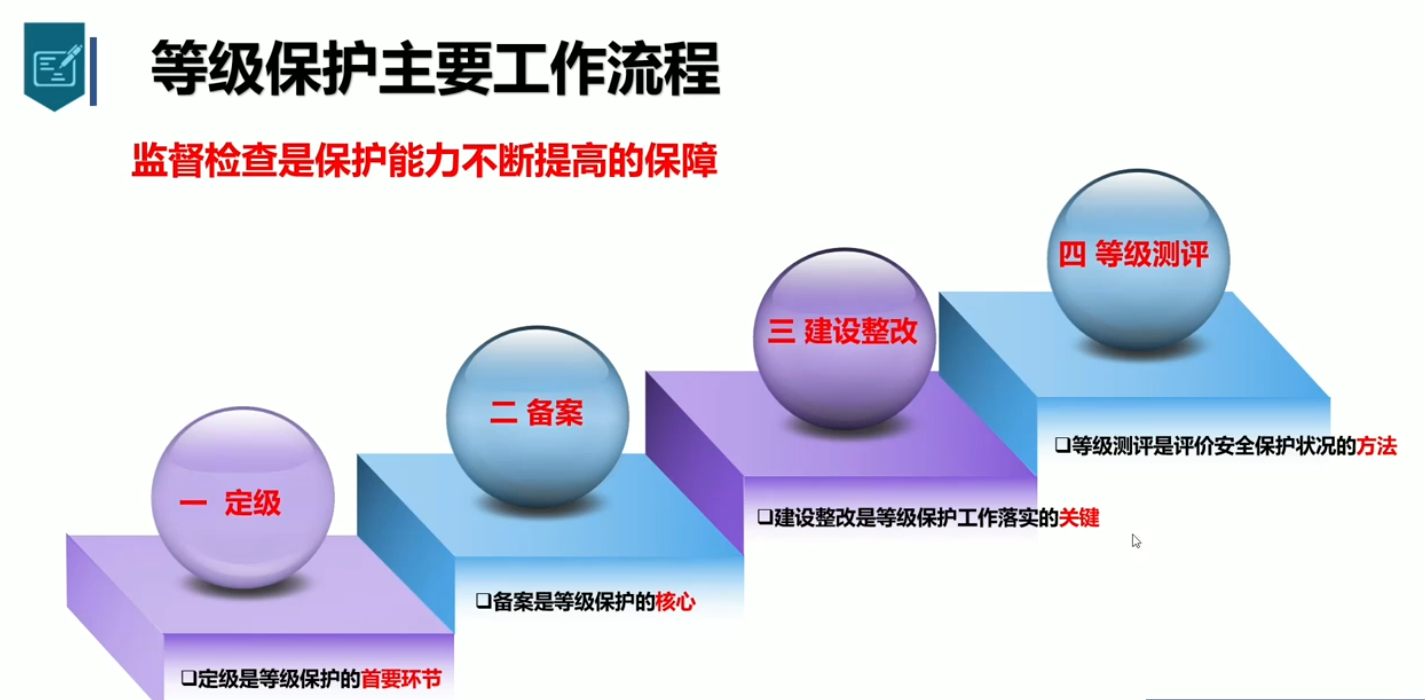 等级保护主要工作流程
监督检查是保护能力不断提高的保障
一 定级
❑定级是等级保护的首要环节
二 备案
❑备案是等级保护的核心
三 建设整改
❑建设整改是等级保护工作落实的关键
四 等级测评
❑等级测评是评价安全保护状况的方法